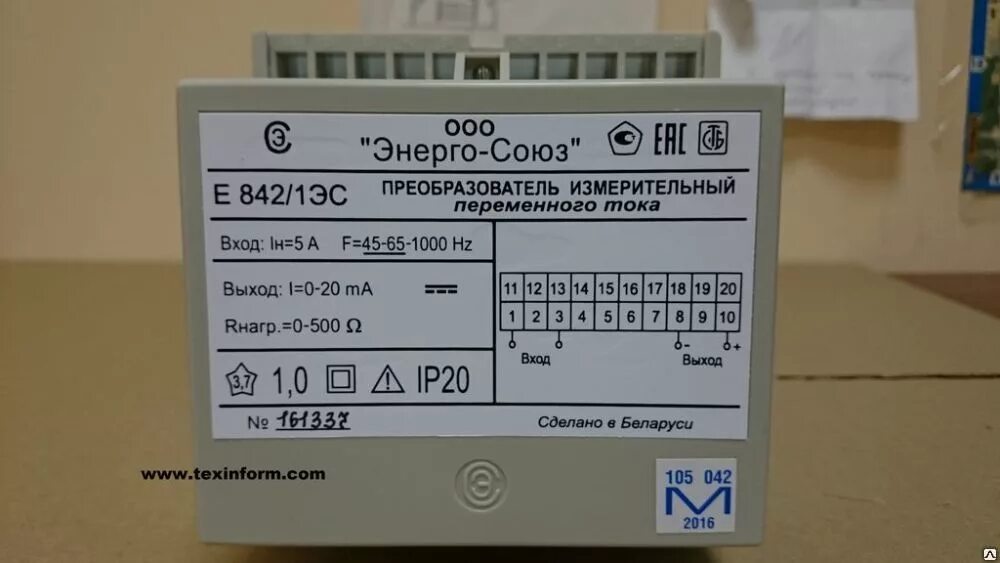 ООО
"Энерго-Союз"
ЕАС
СТБ
Е 842/1ЭС
ПРЕОБРАЗОВАТЕЛЬ ИЗМЕРИТЕЛЬНЫЙ
переменного тока
Вход: Iн=5 А F=45-65-1000 Hz
Выход: I=0-20 mA
Rнагр.=0-500 Ω
11 12 13 14 15 16 17 18 19 20
1 2 3 4 5 6 7 8 9 10
Вход
- +
Выход
3,7 1,0 IP20
№ 161337
Сделано в Беларуси
www.texinform.com
105 042
М
2016